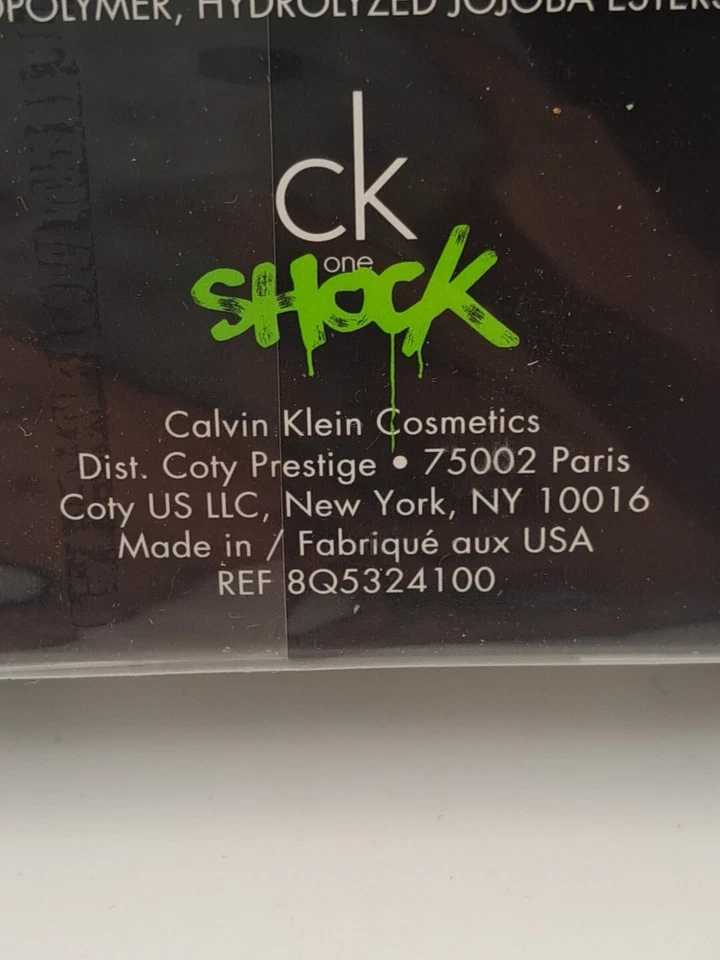 POLYMER, HYDROLYZED JOJOBA ESTERS
ck
one
SHOCK
Calvin Klein Cosmetics
Dist. Coty Prestige • 75002 Paris
Coty US LLC, New York, NY 10016
Made in / Fabriqué aux USA
REF 8Q5324100